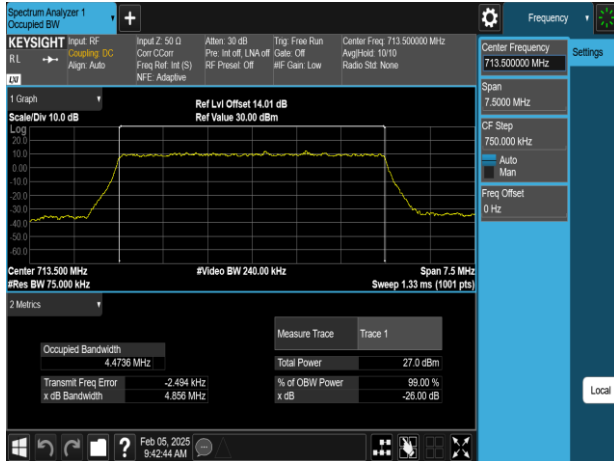 Spectrum Analyzer 1
Occupied BW
Frequency
KEYSIGHT
RL
LXI
Input: RF
Coupling: DC
Align: Auto
Input Z: 50 Ω
Corr CCorr
Freq Ref: Int (S)
NFE: Adaptive
Atten: 30 dB
Pre: Int off, LNA off
RF Preset: Off
Trig: Free Run
Gate: Off
#IF Gain: Low
Center Freq: 713.500000 MHz
Avg|Hold: 10/10
Radio Std: None
Center Frequency
713.500000 MHz
Settings
Span
7.5000 MHz
CF Step
750.000 kHz
Auto
Man
Freq Offset
0 Hz
Local
1 Graph
Scale/Div 10.0 dB
Ref Lvl Offset 14.01 dB
Ref Value 30.00 dBm
Log
20.0
10.0
0.00
-10.0
-20.0
-30.0
-40.0
-50.0
-60.0
Center 713.500 MHz
#Video BW 240.00 kHz
Span 7.5 MHz
#Res BW 75.000 kHz
Sweep 1.33 ms (1001 pts)
2 Metrics
Measure Trace
Trace 1
Occupied Bandwidth
4.4736 MHz
Total Power
27.0 dBm
Transmit Freq Error
-2.494 kHz
% of OBW Power
99.00 %
x dB Bandwidth
4.856 MHz
x dB
-26.00 dB
?
Feb 05, 2025
9:42:44 AM